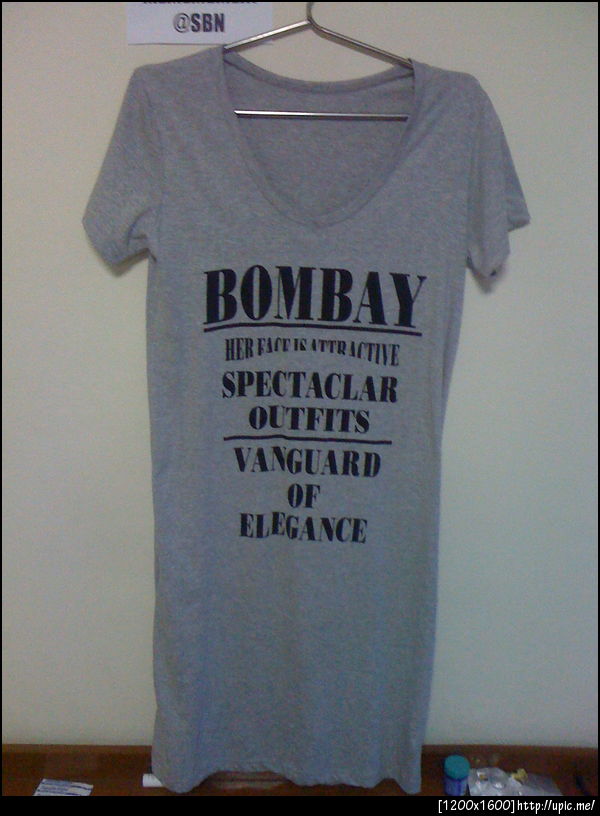 @SBN
BOMBAY
HER FACE IS ATTRACTIVE
SPECTACLAR
OUTFITS
VANGUARD
OF
ELEGANCE
[1200x1600]http://upic.me/